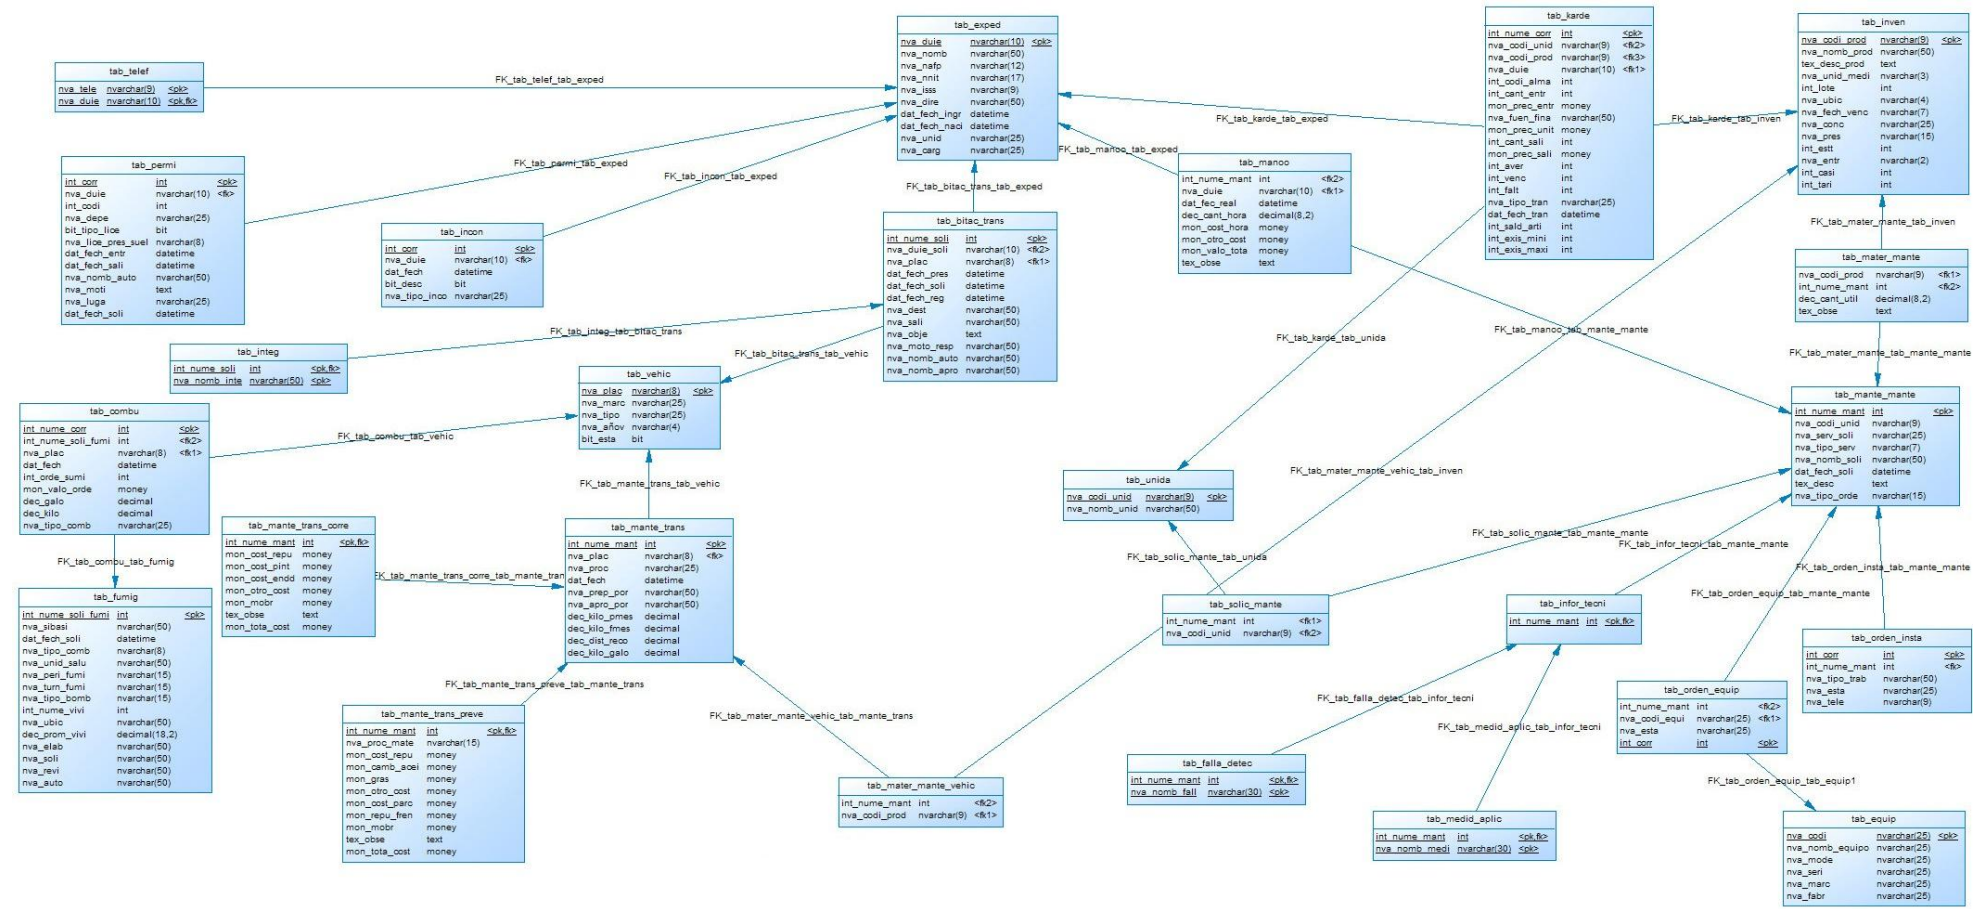 tab_telef
nva_tele nvarchar(9) <pk>
nva_duie nvarchar(10) <pk,fk>
FK_tab_telef_tab_exped
tab_exped
nva_duie nvarchar(10) <pk>
nva_nomb nvarchar(50)
nva_nafp nvarchar(12)
nva_nnit nvarchar(17)
nva_isss nvarchar(9)
nva_dire nvarchar(50)
dat_fech_ingr datetime
dat_fech_naci datetime
nva_unid nvarchar(25)
nva_carg nvarchar(25)
tab_karde
int_nume_corr int <pk>
nva_codi_unid nvarchar(9) <fk2>
nva_codi_prod nvarchar(9) <fk3>
nva_duie nvarchar(10) <fk1>
int_codi_alma int
int_cant_entr int
mon_prec_entr money
nva_fuen_fina nvarchar(50)
mon_prec_unit money
int_cant_sali int
mon_prec_sali money
int_aver int
int_venc int
int_falt int
nva_tipo_tran nvarchar(25)
dat_fech_tran datetime
int_sald_arti int
int_exis_mini int
int_exis_maxi int
tab_inven
nva_codi_prod nvarchar(9) <pk>
nva_nomb_prod nvarchar(50)
tex_desc_prod text
nva_unid_medi nvarchar(3)
int_lote int
nva_ubic nvarchar(4)
nva_fech_venc nvarchar(7)
nva_conc nvarchar(25)
nva_pres nvarchar(15)
int_estt int
nva_entr nvarchar(2)
int_casi int
int_tari int
FK_tab_karde_tab_exped
FK_tab_karde_tab_inven
FK_tab_manoo_tab_exped
tab_permi
int_corr int <pk>
nva_duie nvarchar(10) <fk>
int_codi int
nva_depe nvarchar(25)
bit_tipo_lice bit
nva_lice_pres_suel nvarchar(8)
dat_fech_entr datetime
dat_fech_sali datetime
nva_nomb_auto nvarchar(50)
nva_moti text
nva_luga nvarchar(25)
dat_fech_soli datetime
FK_tab_permi_tab_exped
FK_tab_incon_tab_exped
FK_tab_bitac_trans_tab_exped
tab_manoo
int_nume_mant int <fk2>
nva_duie nvarchar(10) <fk1>
dat_fec_real datetime
dec_cant_hora decimal(8,2)
mon_cost_hora money
mon_otro_cost money
mon_valo_tota money
tex_obse text
tab_incon
int_corr int <pk>
nva_duie nvarchar(10) <fk>
dat_fech datetime
bit_desc bit
nva_tipo_inco nvarchar(25)
tab_bitac_trans
int_nume_soli int <pk>
nva_duie_soli nvarchar(10) <fk2>
nva_plac nvarchar(8) <fk1>
dat_fech_pres datetime
dat_fech_soli datetime
dat_fech_reg datetime
nva_dest nvarchar(50)
nva_sali nvarchar(50)
nva_obje text
nva_moto_resp nvarchar(50)
nva_nomb_auto nvarchar(50)
nva_nomb_apro nvarchar(50)
FK_tab_mater_mante_tab_inven
tab_mater_mante
nva_codi_prod nvarchar(9) <fk1>
int_nume_mant int <fk2>
dec_cant_util decimal(8,2)
tex_obse text
FK_tab_integ_tab_bitac_trans
FK_tab_bitac_trans_tab_vehic
FK_tab_karde_tab_unida
FK_tab_manoo_tab_mante_mante
FK_tab_mater_mante_tab_mante_mante
tab_integ
int_nume_soli int <pk,fk>
nva_nomb_inte nvarchar(50) <pk>
tab_vehic
nva_plac nvarchar(8) <pk>
nva_marc nvarchar(25)
nva_tipo nvarchar(25)
nva_añov nvarchar(4)
bit_esta bit
tab_mante_mante
int_nume_mant int <pk>
nva_codi_unid nvarchar(9)
nva_serv_soli nvarchar(25)
nva_tipo_serv nvarchar(7)
nva_nomb_soli nvarchar(50)
dat_fech_soli datetime
tex_desc text
nva_tipo_orde nvarchar(15)
tab_combu
int_nume_corr int <pk>
int_nume_soli_fumi int <fk2>
nva_plac nvarchar(8) <fk1>
dat_fech datetime
int_orde_sumi int
mon_valo_orde money
dec_galo decimal
dec_kilo decimal
nva_tipo_comb nvarchar(25)
FK_tab_combu_tab_vehic
FK_tab_mante_trans_tab_vehic
FK_tab_mater_mante_vehic_tab_inven
tab_unida
nva_codi_unid nvarchar(9) <pk>
nva_nomb_unid nvarchar(50)
FK_tab_combu_tab_fumig
tab_mante_trans_corre
int_nume_mant int <pk,fk>
mon_cost_repu money
mon_cost_pint money
mon_cost_endd money
mon_otro_cost money
mon_mobr money
tex_obse text
mon_tota_cost money
FK_tab_mante_trans_corre_tab_mante_tran
tab_mante_trans
int_nume_mant int <pk>
nva_plac nvarchar(8) <fk>
nva_proc nvarchar(25)
dat_fech datetime
nva_prep_por nvarchar(50)
nva_apro_por nvarchar(50)
dec_kilo_pmes decimal
dec_kilo_fmes decimal
dec_dist_reco decimal
dec_kilo_galo decimal
FK_tab_solic_mante_tab_unida
FK_tab_solic_mante_tab_mante_mante
FK_tab_infor_tecni_tab_mante_mante
FK_tab_orden_insta_tab_mante_mante
FK_tab_orden_equip_tab_mante_mante
tab_fumig
int_nume_soli_fumi int <pk>
nva_sibasi nvarchar(50)
dat_fech_soli datetime
nva_tipo_comb nvarchar(8)
nva_unid_salu nvarchar(50)
nva_peri_fumi nvarchar(15)
nva_turn_fumi nvarchar(15)
nva_tipo_bomb nvarchar(15)
int_nume_vivi int
nva_ubic nvarchar(50)
dec_prom_vivi decimal(18,2)
nva_elab nvarchar(50)
nva_soli nvarchar(50)
nva_revi nvarchar(50)
nva_auto nvarchar(50)
tab_solic_mante
int_nume_mant int <fk1>
nva_codi_unid nvarchar(9) <fk2>
tab_infor_tecni
int_nume_mant int <pk,fk>
tab_orden_insta
int_corr int <pk>
int_nume_mant int <fk>
nva_tipo_trab nvarchar(50)
nva_esta nvarchar(25)
nva_tele nvarchar(9)
FK_tab_mante_trans_preve_tab_mante_trans
FK_tab_mater_mante_vehic_tab_mante_trans
FK_tab_falla_detec_tab_infor_tecni
FK_tab_medid_aplic_tab_infor_tecni
tab_orden_equip
int_nume_mant int <fk2>
nva_codi_equi nvarchar(25) <fk1>
nva_esta nvarchar(25)
int_corr int <pk>
tab_mante_trans_preve
int_nume_mant int <pk,fk>
nva_proc_mate nvarchar(15)
mon_cost_repu money
mon_camb_acei money
mon_gras money
mon_otro_cost money
mon_cost_parc money
mon_repu_fren money
mon_mobr money
tex_obse text
mon_tota_cost money
tab_mater_mante_vehic
int_nume_mant int <fk2>
nva_codi_prod nvarchar(9) <fk1>
tab_falla_detec
int_nume_mant int <pk,fk>
nva_nomb_fall nvarchar(30) <pk>
FK_tab_orden_equip_tab_equip1
tab_medid_aplic
int_nume_mant int <pk,fk>
nva_nomb_medi nvarchar(30) <pk>
tab_equip
nva_codi nvarchar(25) <pk>
nva_nomb_equipo nvarchar(25)
nva_mode nvarchar(25)
nva_seri nvarchar(25)
nva_marc nvarchar(25)
nva_fabr nvarchar(25)